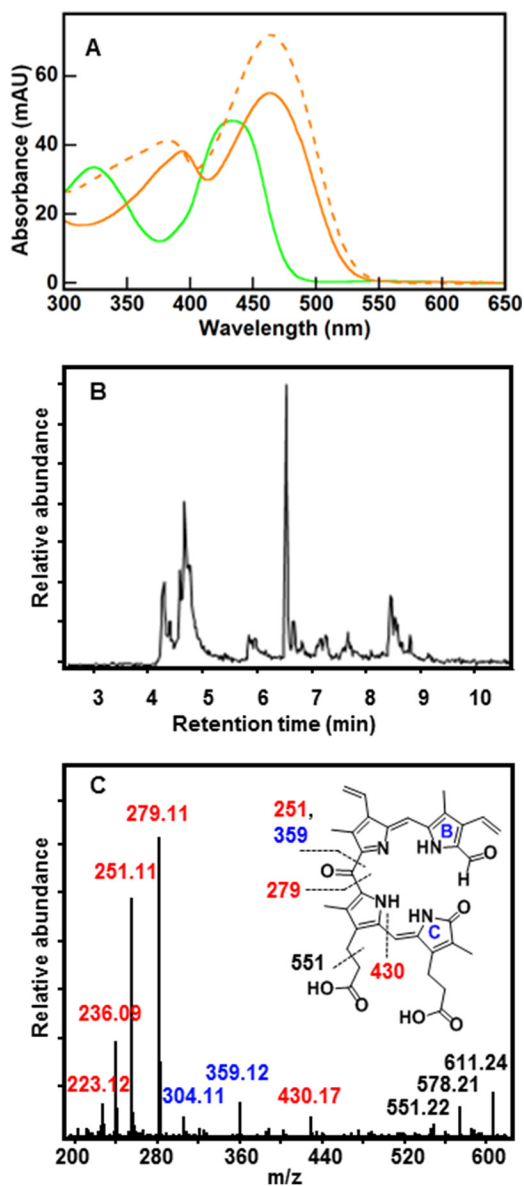 A
Absorbance (mAU)
60
40
20
0
300 350 400 450 500 550 600 650
Wavelength (nm)
B
Relative abundance
3 4 5 6 7 8 9 10
Retention time (min)
C
279.11
251.11
236.09
223.12
304.11
359.12
430.17
551.22
578.21
611.24
251,
359
279
551
430
B
N
HN
O
H
O
NH
HN
O
C
HO
O
HO
O
Relative abundance
200 280 360 440 520 600
m/z